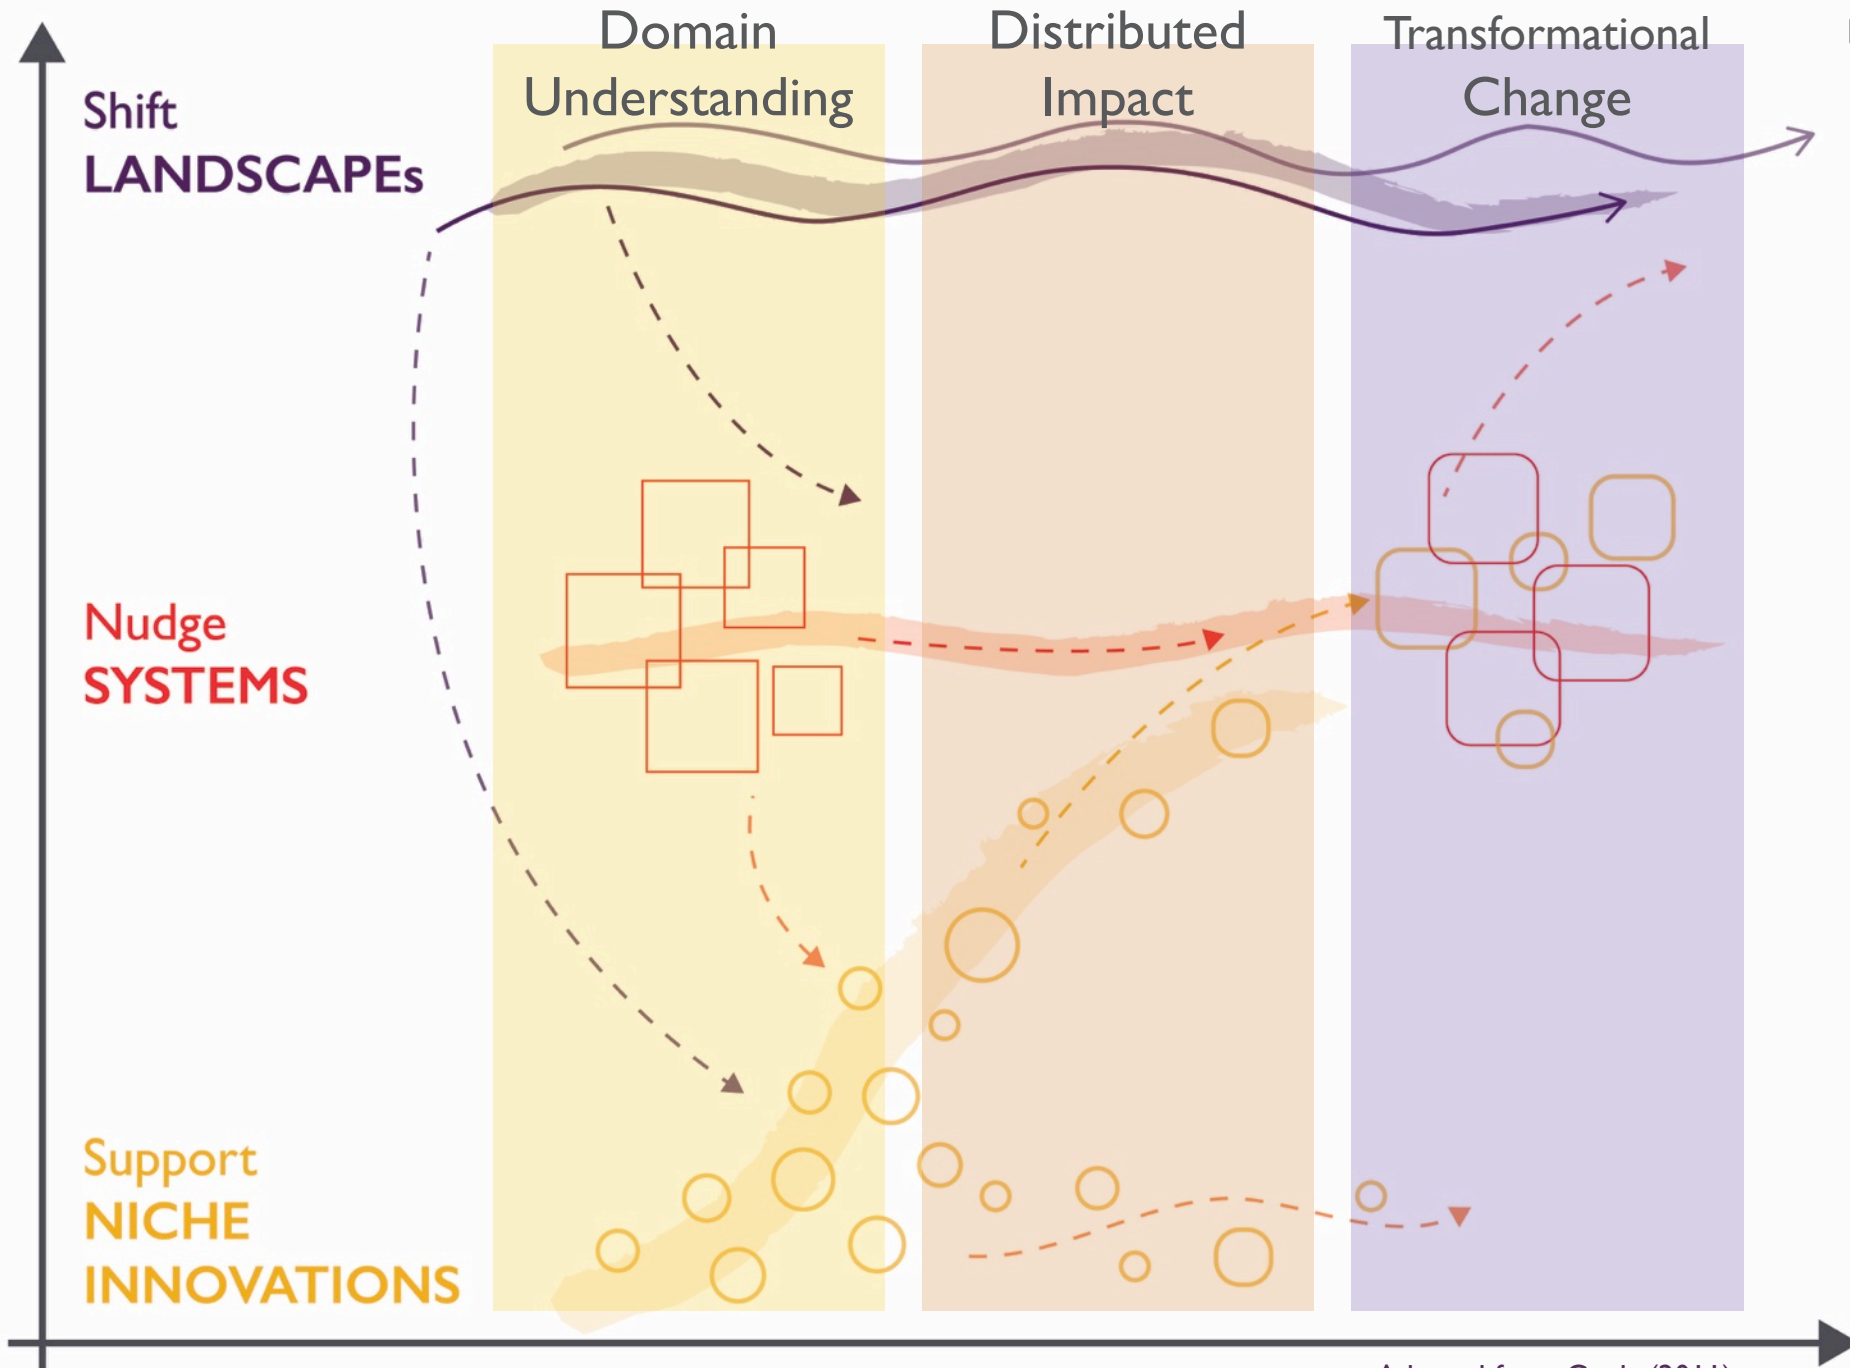 Domain
Understanding
Distributed
Impact
Transformational
Change
Shift
LANDSCAPEs
Nudge
SYSTEMS
Support
NICHE
INNOVATIONS